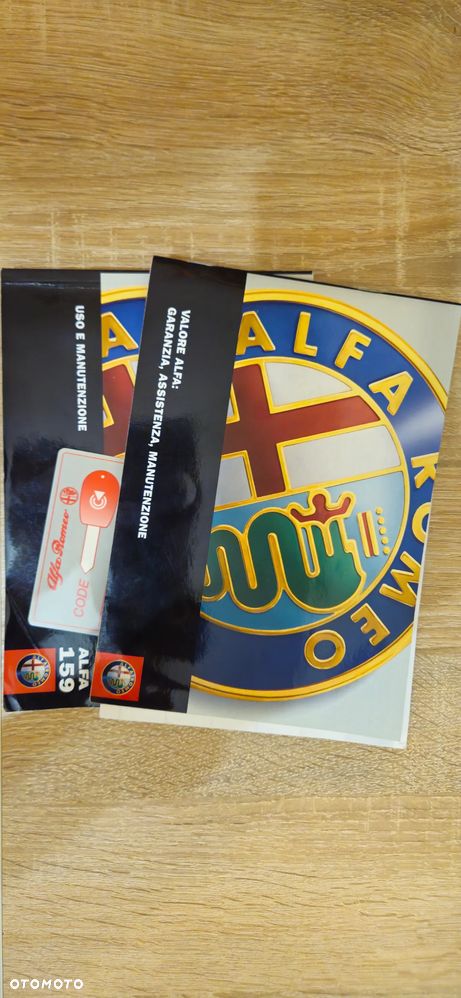 USO E MANUTENZIONE
Alfa Romeo
CODE
ALFA
159
VALORE ALFA:
GARANZIA, ASSISTENZA, MANUTENZIONE
ALFA ROMEO
OTOMOTO